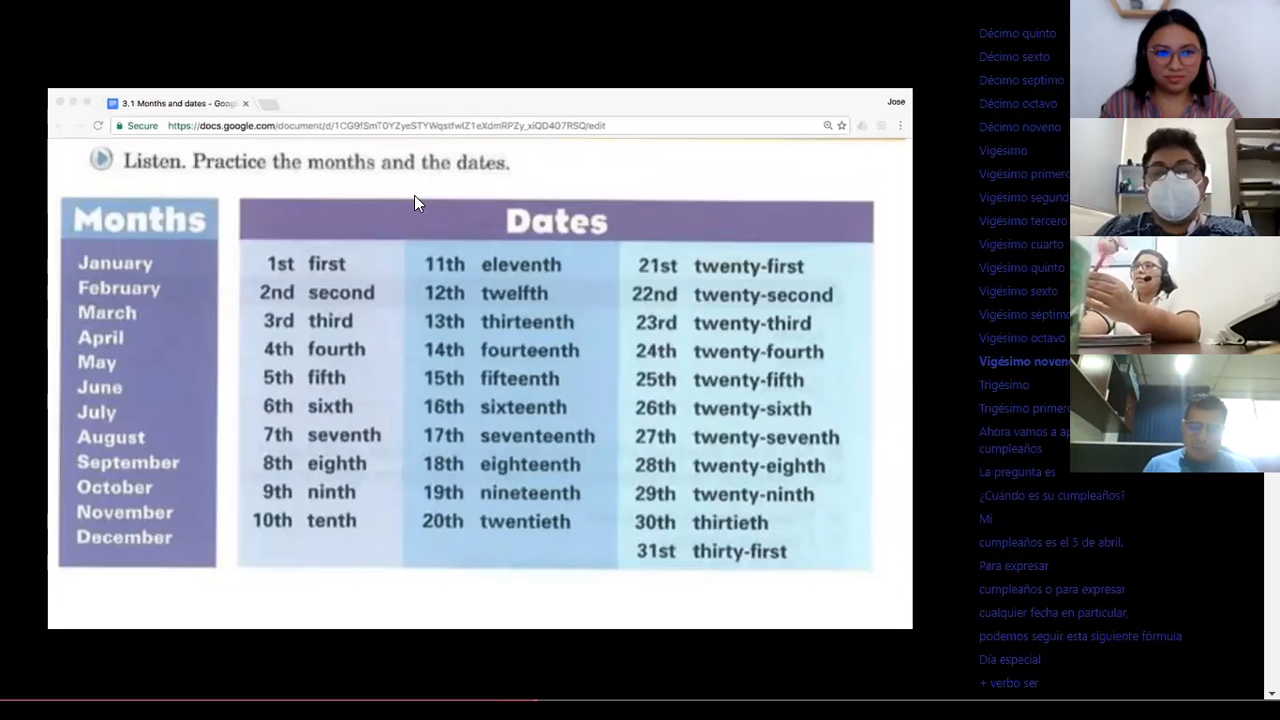 3.1 Months and dates - Goog
Jose
Secure
https://docs.google.com/document/d/1CG9fSmT0YZyeSTYWqstfwIZ1eXdmRPZy_xiQD407RSQ/edit
Listen. Practice the months and the dates.
Months
January
February
March
April
May
June
July
August
September
October
November
December
Dates
1st first
2nd second
3rd third
4th fourth
5th fifth
6th sixth
7th seventh
8th eighth
9th ninth
10th tenth
11th eleventh
12th twelfth
13th thirteenth
14th fourteenth
15th fifteenth
16th sixteenth
17th seventeenth
18th eighteenth
19th nineteenth
20th twentieth
21st twenty-first
22nd twenty-second
23rd twenty-third
24th twenty-fourth
25th twenty-fifth
26th twenty-sixth
27th twenty-seventh
28th twenty-eighth
29th twenty-ninth
30th thirtieth
31st thirty-first
Décimo quinto
Décimo sexto
Décimo septimo
Décimo octavo
Décimo noveno
Vigésimo
Vigésimo primero
Vigésimo segund
Vigésimo tercero
Vigésimo cuarto
Vigésimo quinto
Vigésimo sexto
Vigésimo séptimo
Vigésimo octavo
Vigésimo noven
Trigésimo
Trigésimo primero
Ahora vamos a ap
cumpleaños
La pregunta es
¿Cuándo es su cumpleaños?
Mi
cumpleaños es el 5 de abril.
Para expresar
cumpleaños o para expresar
cualquier fecha en particular,
podemos seguir esta siguiente fórmula
Día especial
+ verbo ser